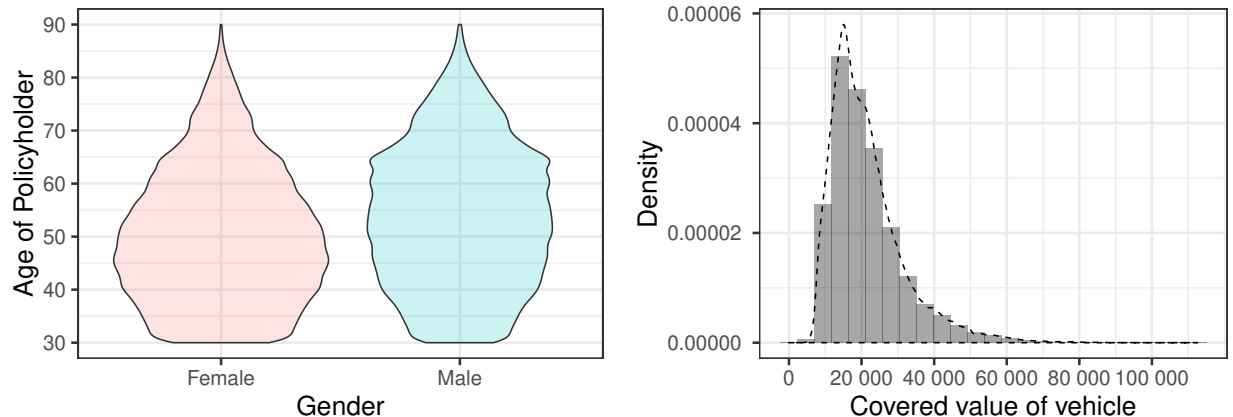 90
80
70
60
50
40
30
Age of Policyholder
Female
Male
Gender
0.00006
0.00004
0.00002
0.00000
Density
0
20 000
40 000
60 000
80 000
100 000
Covered value of vehicle